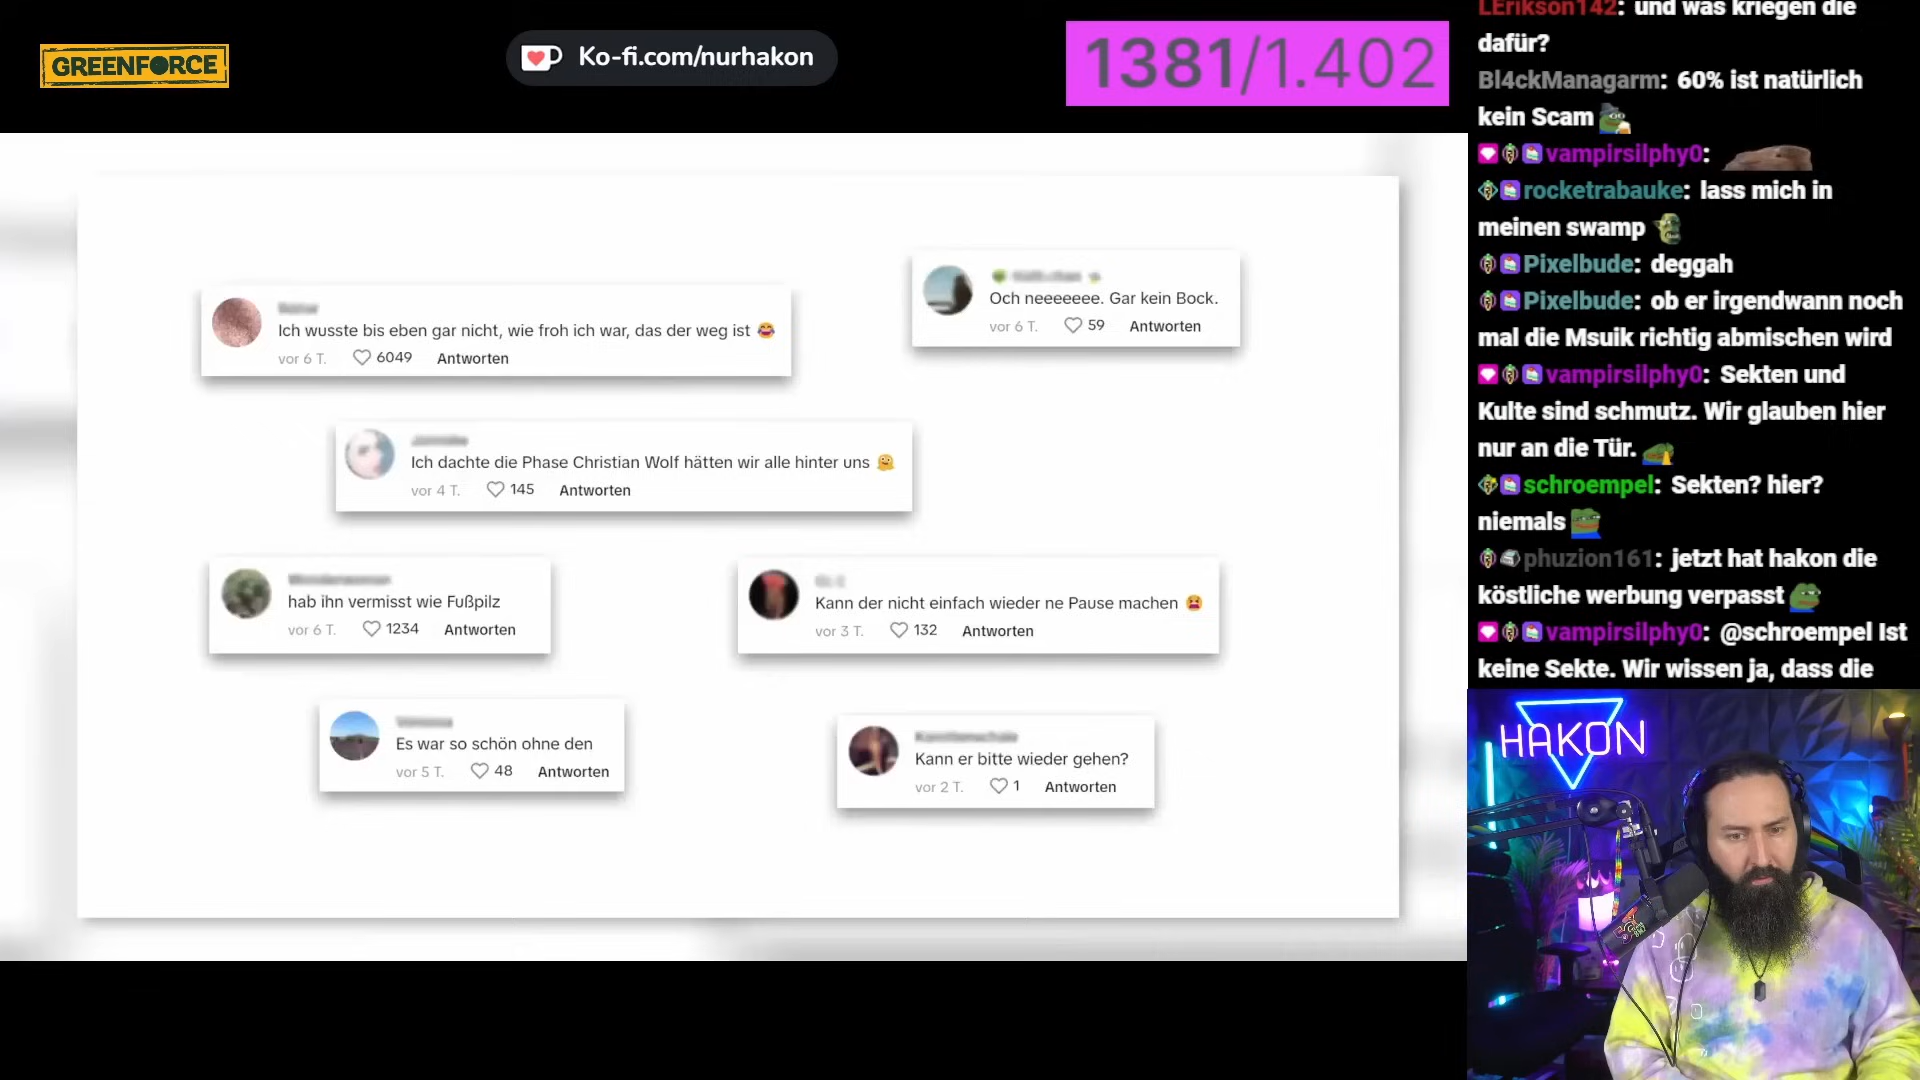 GREENFORCE
Ko-fi.com/nurhakon
1381/1.402
Ich wusste bis eben gar nicht, wie froh ich war, das der weg ist 😂
vor 6 T. 6049 Antworten
Och neeeeeee. Gar kein Bock.
vor 6 T. 59 Antworten
Ich dachte die Phase Christian Wolf hätten wir alle hinter uns
vor 4 T. 145 Antworten
hab ihn vermisst wie Fußpilz
vor 6 T. 1234 Antworten
Kann der nicht einfach wieder ne Pause machen
vor 3 T. 132 Antworten
Es war so schön ohne den
vor 5 T. 48 Antworten
Kann er bitte wieder gehen?
vor 2 T. 1 Antworten
LErikson142: und was kriegen die
dafür?
Bl4ckManagarm: 60% ist natürlich
kein Scam
vampirsilphy0:
rocketrabauke: lass mich in
meinen swamp
Pixelbude: deggah
Pixelbude: ob er irgendwann noch
mal die Msuik richtig abmischen wird
vampirsilphy0: Sekten und
Kulte sind schmutz. Wir glauben hier
nur an die Tür.
schroempel: Sekten? hier?
niemals
phuzion161: jetzt hat hakon die
köstliche werbung verpasst
vampirsilphy0: @schroempel Ist
keine Sekte. Wir wissen ja, dass die
HAKON